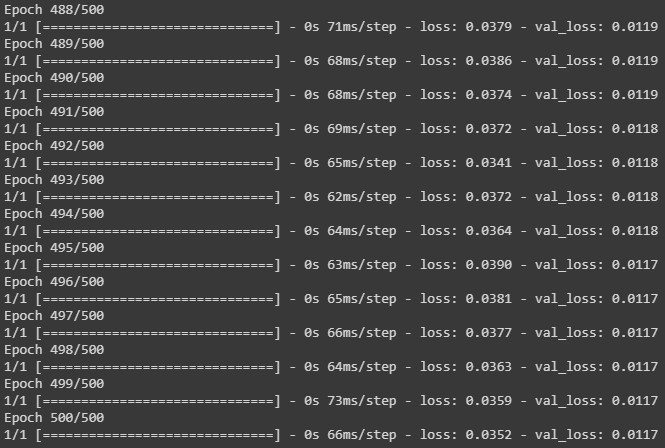 Epoch 488/500
1/1 [==============================] - 0s 71ms/step - loss: 0.0379 - val_loss: 0.0119
Epoch 489/500
1/1 [==============================] - 0s 68ms/step - loss: 0.0386 - val_loss: 0.0119
Epoch 490/500
1/1 [==============================] - 0s 68ms/step - loss: 0.0374 - val_loss: 0.0119
Epoch 491/500
1/1 [==============================] - 0s 69ms/step - loss: 0.0372 - val_loss: 0.0118
Epoch 492/500
1/1 [==============================] - 0s 65ms/step - loss: 0.0341 - val_loss: 0.0118
Epoch 493/500
1/1 [==============================] - 0s 62ms/step - loss: 0.0372 - val_loss: 0.0118
Epoch 494/500
1/1 [==============================] - 0s 64ms/step - loss: 0.0364 - val_loss: 0.0118
Epoch 495/500
1/1 [==============================] - 0s 63ms/step - loss: 0.0390 - val_loss: 0.0117
Epoch 496/500
1/1 [==============================] - 0s 65ms/step - loss: 0.0381 - val_loss: 0.0117
Epoch 497/500
1/1 [==============================] - 0s 66ms/step - loss: 0.0377 - val_loss: 0.0117
Epoch 498/500
1/1 [==============================] - 0s 64ms/step - loss: 0.0363 - val_loss: 0.0117
Epoch 499/500
1/1 [==============================] - 0s 73ms/step - loss: 0.0359 - val_loss: 0.0117
Epoch 500/500
1/1 [==============================] - 0s 66ms/step - loss: 0.0352 - val_loss: 0.0117